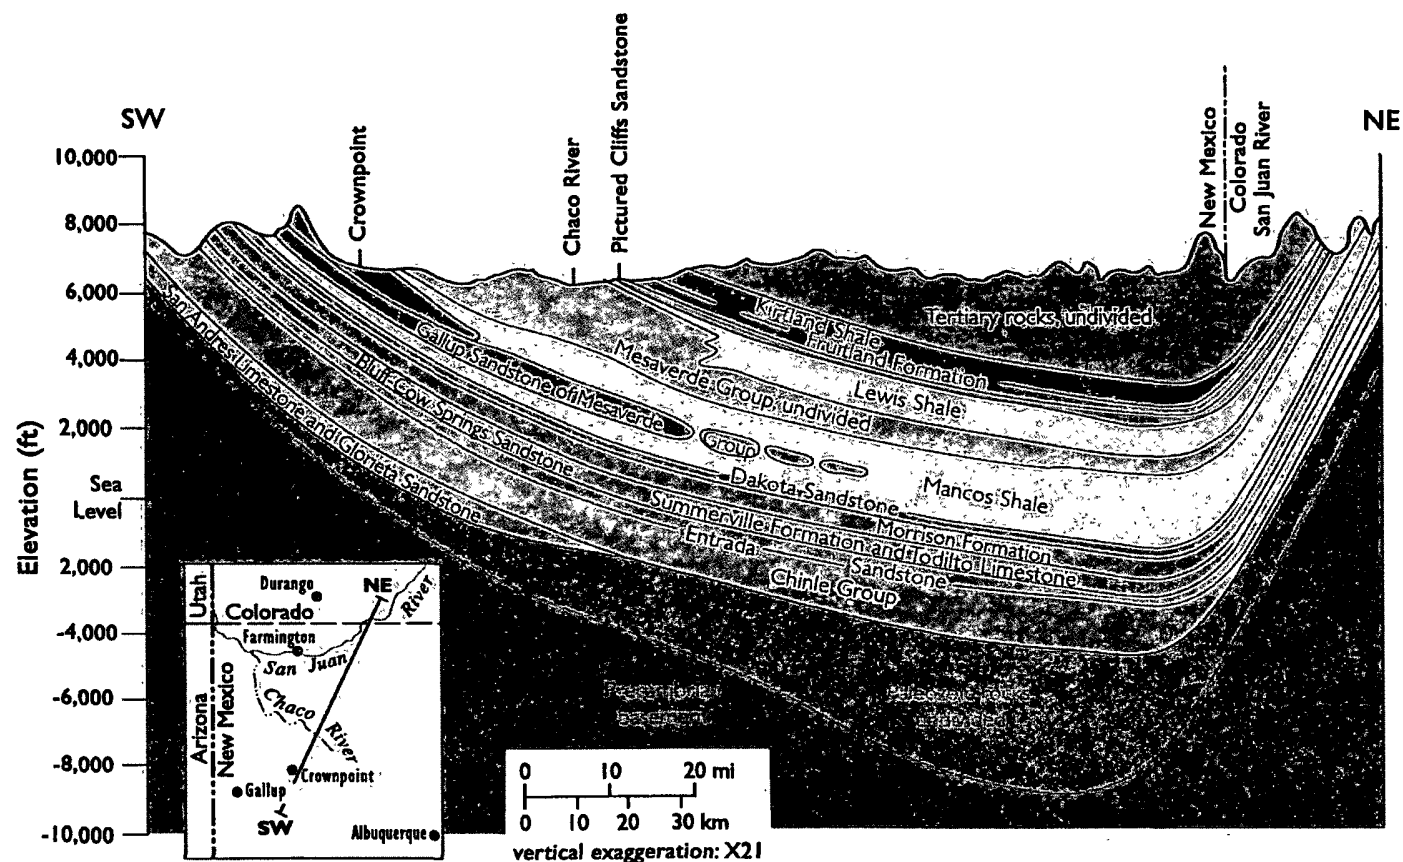 SW
NE
Crownpoint
Chaco River
Pictured Cliffs Sandstone
New Mexico
Colorado
San Juan River
Elevation (ft)
10,000
8,000
6,000
4,000
2,000
Sea
Level
2,000
-4,000
-6,000
-8,000
-10,000
Kirtland Shale
Tertiary rocks, undivided
Fruitland Formation
Lewis Shale
Mesaverde Group, undivided
Gallup Sandstone of Mesaverde
Group
Mancos Shale
Dakota Sandstone
Morrison Formation
Bluff-Cow Springs Sandstone
Summerville Formation and Todilto Limestone
Entrada
Sandstone
Chinle Group
San Andres Limestone and Glorieta Sandstone
Precambrian
basement
Paleozoic rocks,
undivided
Utah
Arizona
New Mexico
Durango
Colorado
NE
River
Farmington
San Juan
Chaco
River
Crownpoint
Gallup
SW
Albuquerque
0 10 20 mi
0 10 20 30 km
vertical exaggeration: X21